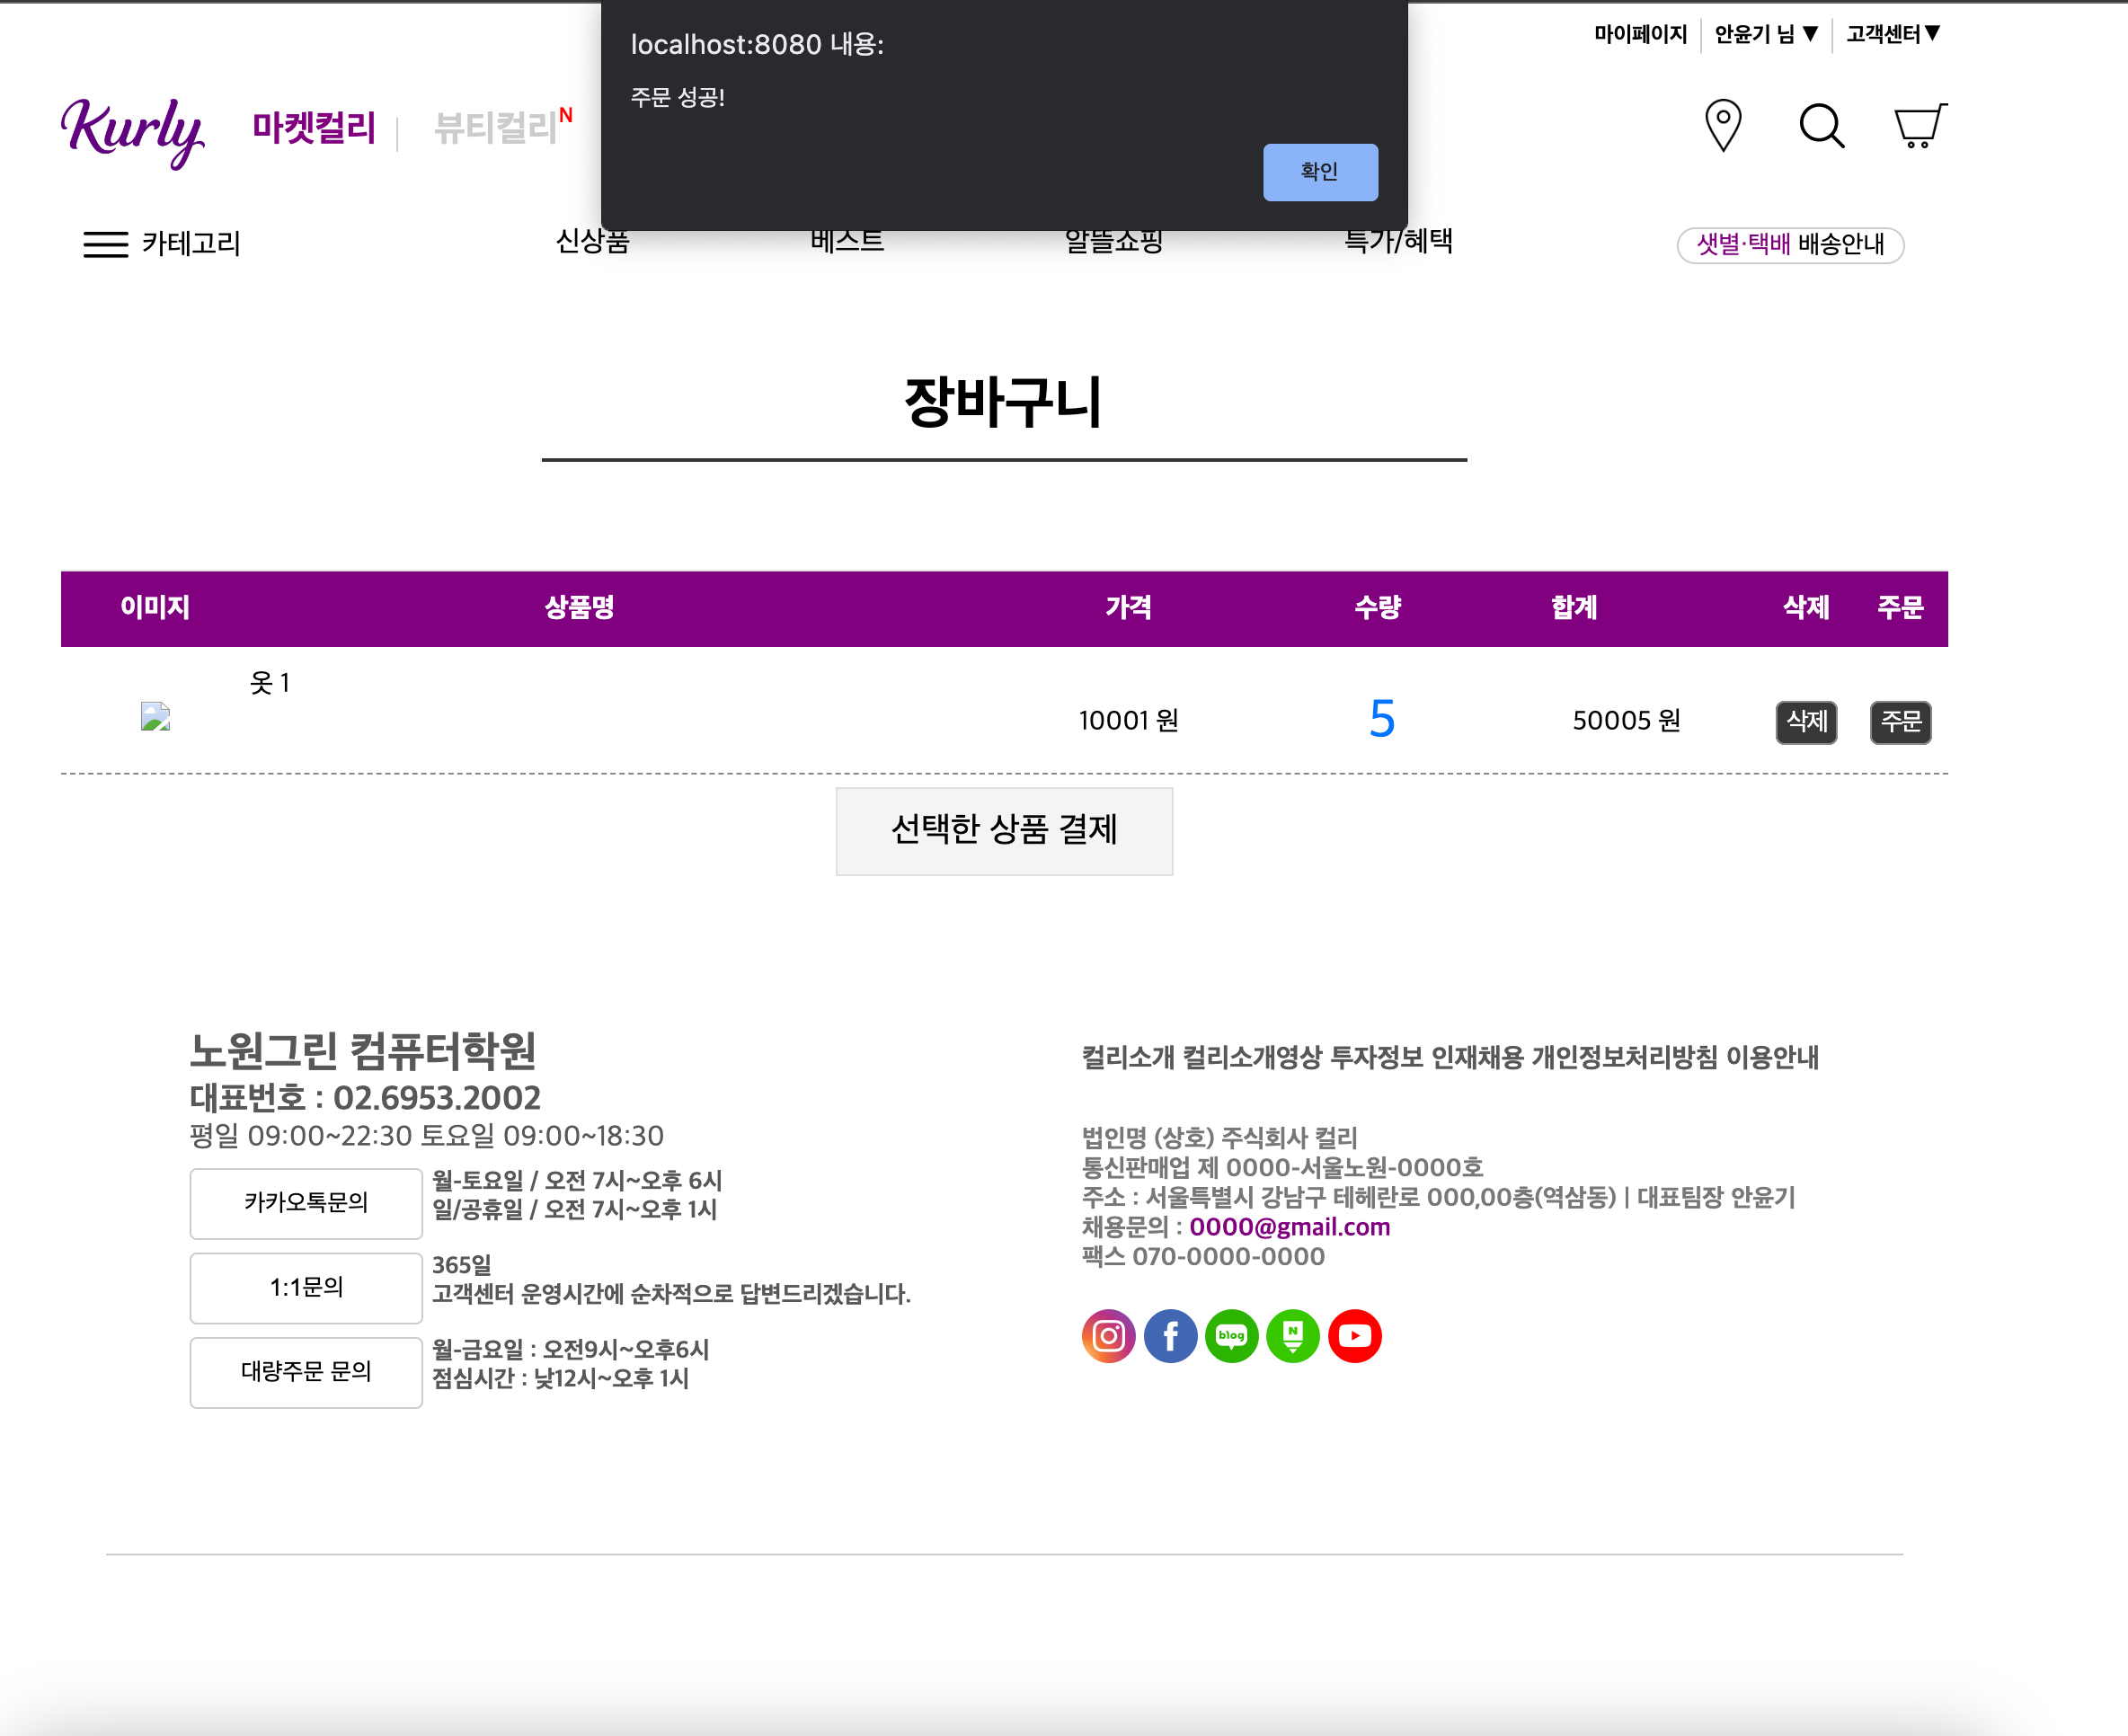 localhost:8080 내용:
주문 성공!
확인
마이페이지 안윤기 님 ▼ 고객센터▼
Kurly 마켓컬리 뷰티컬리N
카테고리 신상품 베스트 알뜰쇼핑 특가/혜택 샛별·택배 배송안내
장바구니
이미지 상품명 가격 수량 합계 삭제 주문
옷 1
10001 원 5 50005 원 삭제 주문
선택한 상품 결제
노원그린 컴퓨터학원
대표번호 : 02.6953.2002
평일 09:00~22:30 토요일 09:00~18:30
카카오톡문의
월-토요일 / 오전 7시~오후 6시
일/공휴일 / 오전 7시~오후 1시
1:1문의
365일
고객센터 운영시간에 순차적으로 답변드리겠습니다.
대량주문 문의
월-금요일 : 오전9시~오후6시
점심시간 : 낮12시~오후 1시
컬리소개 컬리소개영상 투자정보 인재채용 개인정보처리방침 이용안내
법인명 (상호) 주식회사 컬리
통신판매업 제 0000-서울노원-0000호
주소 : 서울특별시 강남구 테헤란로 000,00층(역삼동) | 대표팀장 안윤기
채용문의 : 0000@gmail.com
팩스 070-0000-0000
blog
N